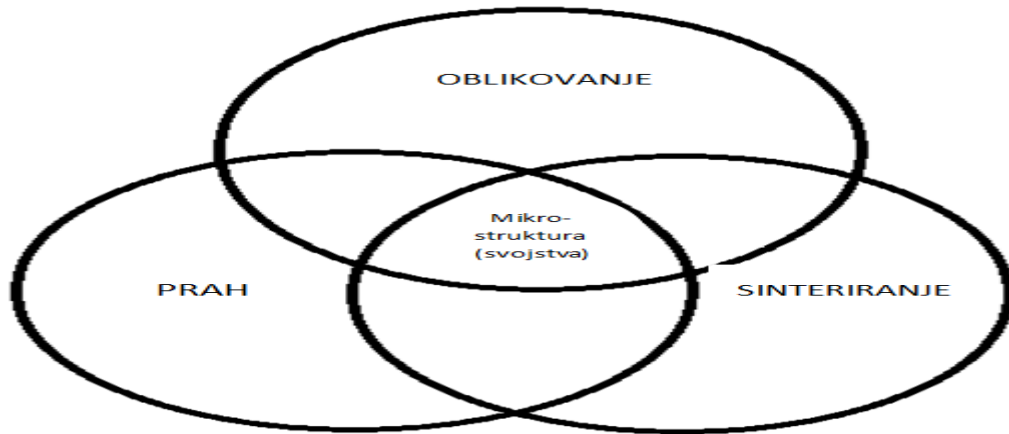 OBLIKOVANJE
Mikro-
struktura
(svojstva)
PRAH
SINTERIRANJE